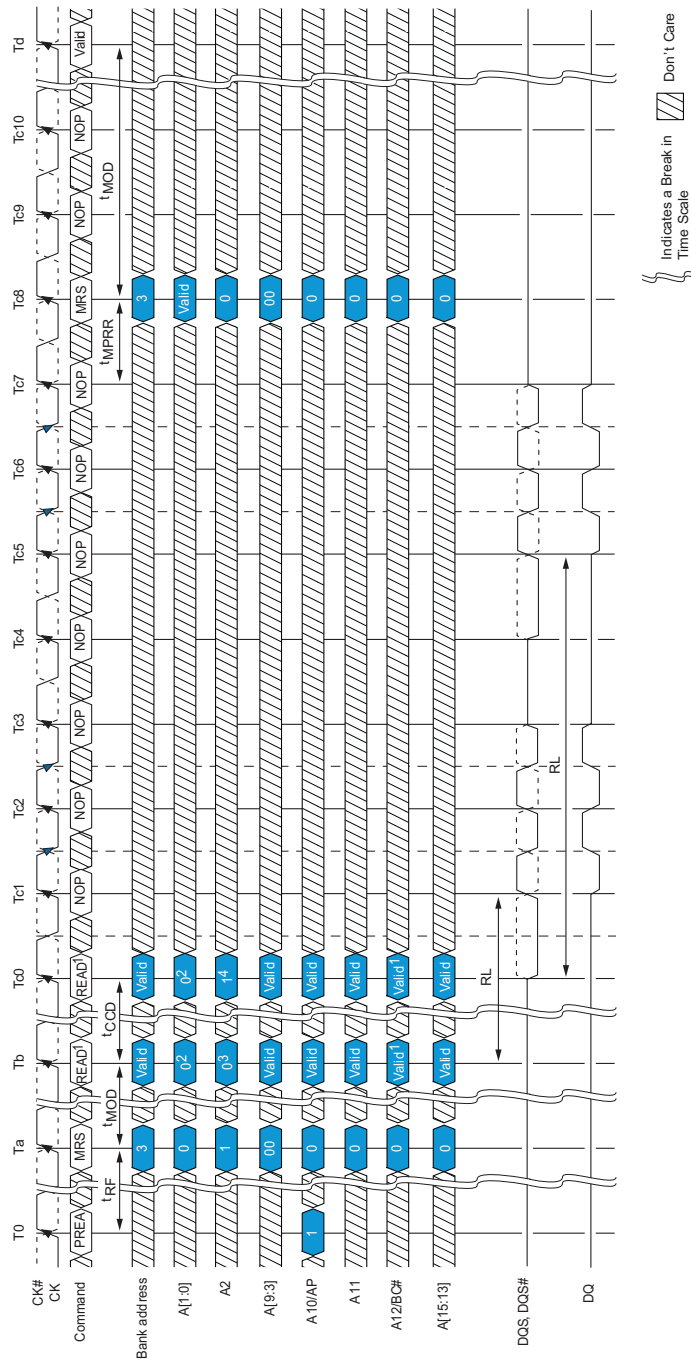 T0 Ta Tb Tc0 Tc1 Tc2 Tc3 Tc4 Tc5 Tc6 Tc7 Tc8 Tc9 Tc10 Td
CK#
CK
Command PREA MRS READ¹ READ¹ NOP NOP NOP NOP NOP NOP NOP MRS NOP NOP Valid
tRF tMOD tCCD tMPRR tMOD
Bank address 3 Valid Valid 3
A[1:0] 0 0² 0² Valid
A2 1 0³ 1⁴ 0
A[9:3] 00 Valid Valid 00
A10/AP 1 0 Valid Valid 0
A11 0 Valid Valid 0
A12/BC# 0 Valid¹ Valid¹ 0
A[15:13] 0 Valid Valid 0
RL
DQS, DQS#
RL
DQ
Indicates a Break in
Time Scale
Don't Care